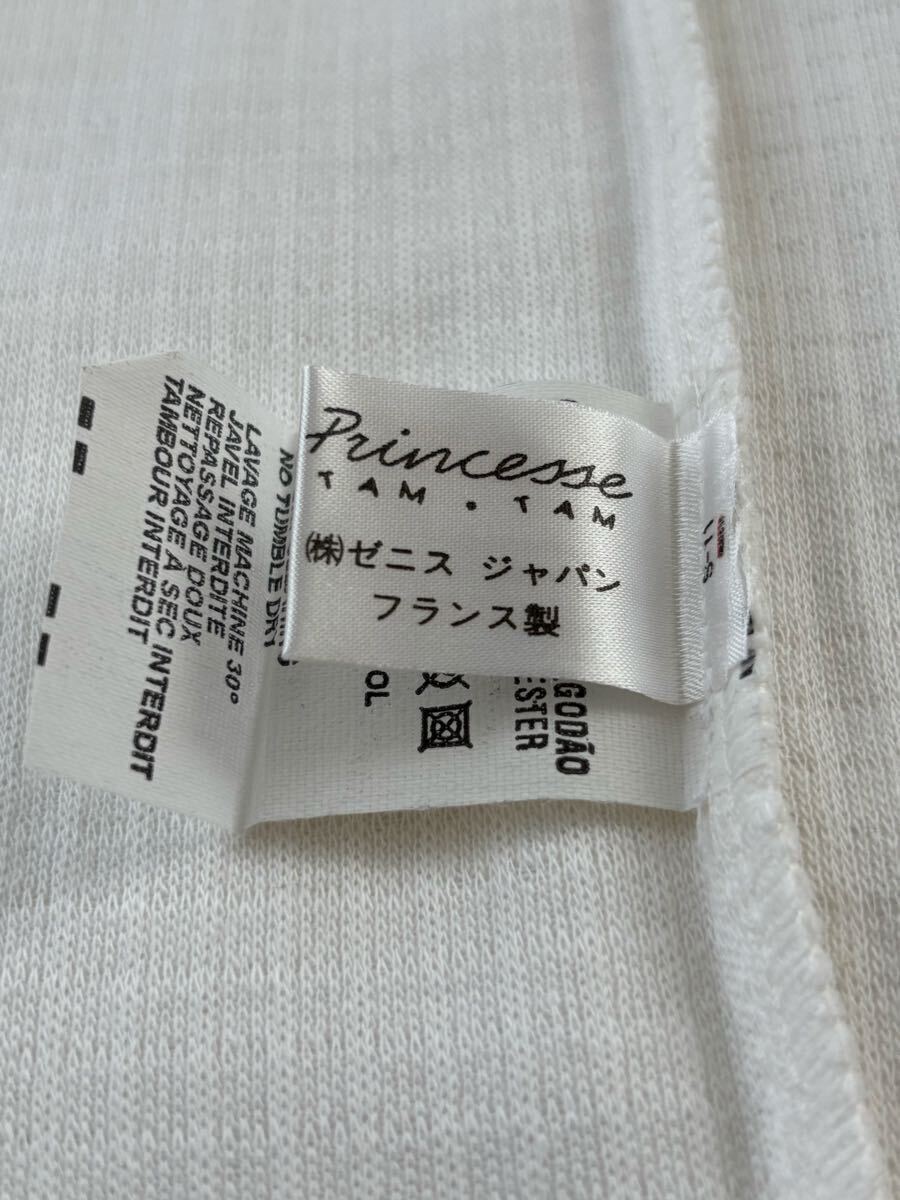 Princesse
TAM • TAM
㈱ゼニス ジャパン
フランス製
LAVAGE MACHINE 30°
JAVEL INTERDITE
REPASSAGE DOUX
NETTOYAGE A SEC INTERDIT
TAMBOUR INTERDIT
NO TUMBLE DRY